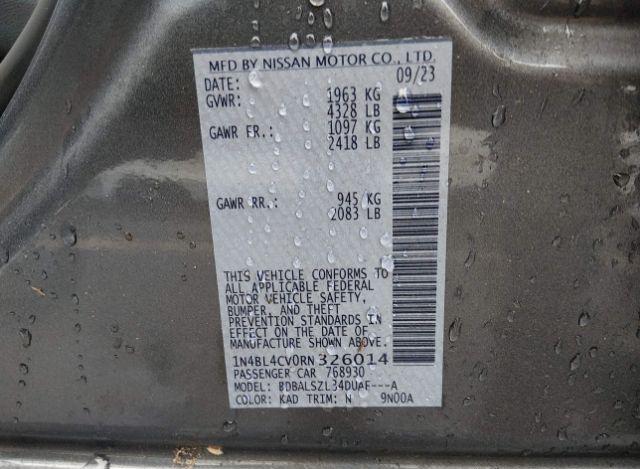 MFD BY NISSAN MOTOR CO., LTD.
DATE: 09/23
GVWR: 1963 KG
4328 LB
GAWR FR.: 1097 KG
2418 LB
GAWR RR.: 945 KG
2083 LB
THIS VEHICLE CONFORMS TO
ALL APPLICABLE FEDERAL
MOTOR VEHICLE SAFETY,
BUMPER, AND THEFT
PREVENTION STANDARDS IN
EFFECT ON THE DATE OF
MANUFACTURE SHOWN ABOVE.
1N4BL4CV0RN 326014
PASSENGER CAR 768930
MODEL: BDBALSZL34DUAF---A
COLOR: KAD TRIM: N 9N00A